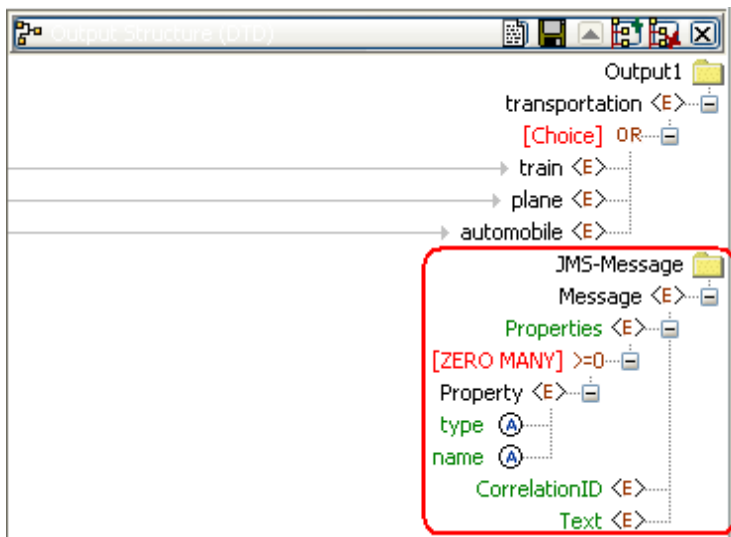 Output Structure (DTD)
Output1
transportation <E>
[Choice] OR
train <E>
plane <E>
automobile <E>
JMS-Message
Message <E>
Properties <E>
[ZERO MANY] >=0
Property <E>
type A
name A
CorrelationID <E>
Text <E>